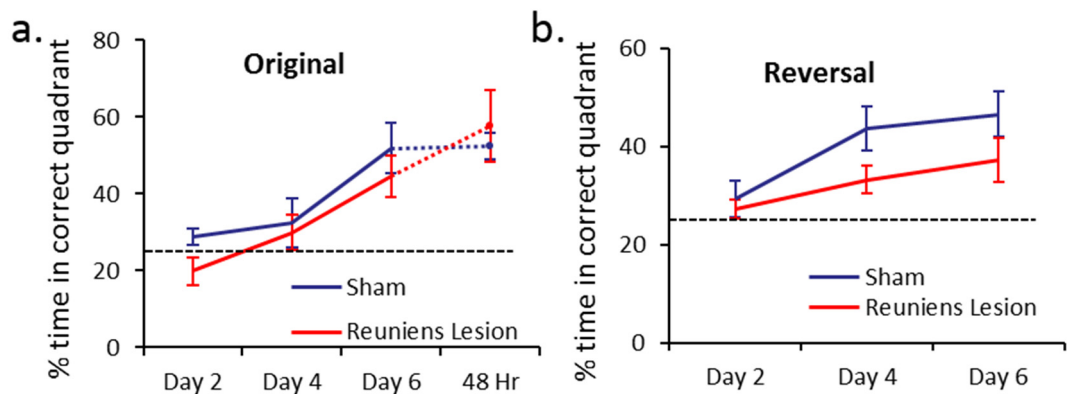 a.
% time in correct quadrant
Original
80
60
40
20
0
Sham
Reuniens Lesion
Day 2
Day 4
Day 6
48 Hr
b.
% time in correct quadrant
Reversal
60
40
20
0
Sham
Reuniens Lesion
Day 2
Day 4
Day 6